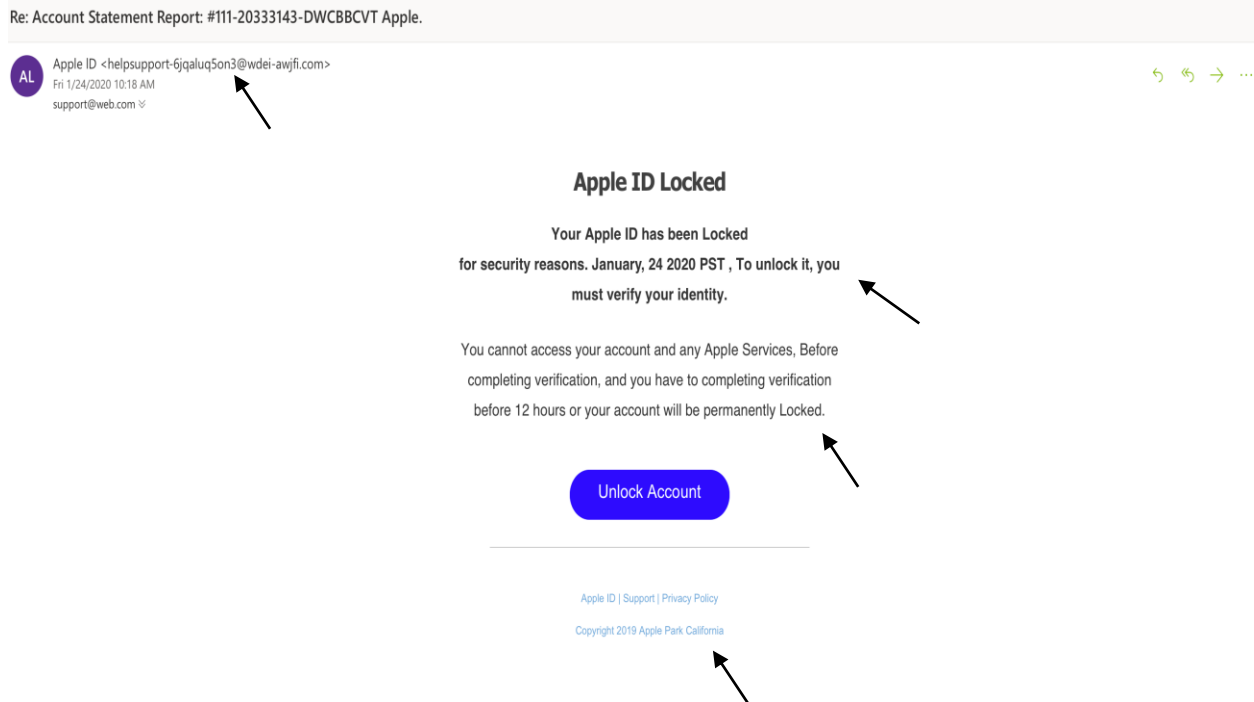 Re: Account Statement Report: #111-20333143-DWCBBCVT Apple.
AL
Apple ID <helpsupport-6jqaluq5on3@wdei-awjfi.com>
Fri 1/24/2020 10:18 AM
support@web.com
Apple ID Locked
Your Apple ID has been Locked
for security reasons. January, 24 2020 PST , To unlock it, you
must verify your identity.
You cannot access your account and any Apple Services, Before
completing verification, and you have to completing verification
before 12 hours or your account will be permanently Locked.
Unlock Account
Apple ID | Support | Privacy Policy
Copyright 2019 Apple Park California